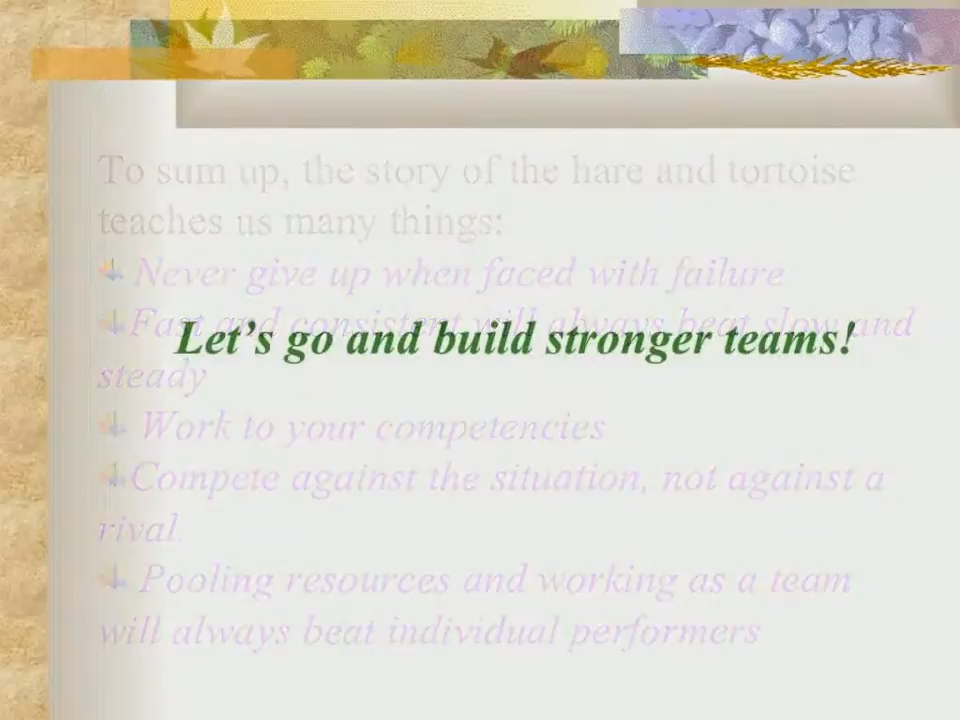 To sum up, the story of the hare and tortoise
teaches us many things:
Never give up when faced with failure
Fast and consistent will always beat slow and
Let's go and build stronger teams!
steady
Work to your competencies
Compete against the situation, not against a
rival.
Pooling resources and working as a team
will always beat individual performers